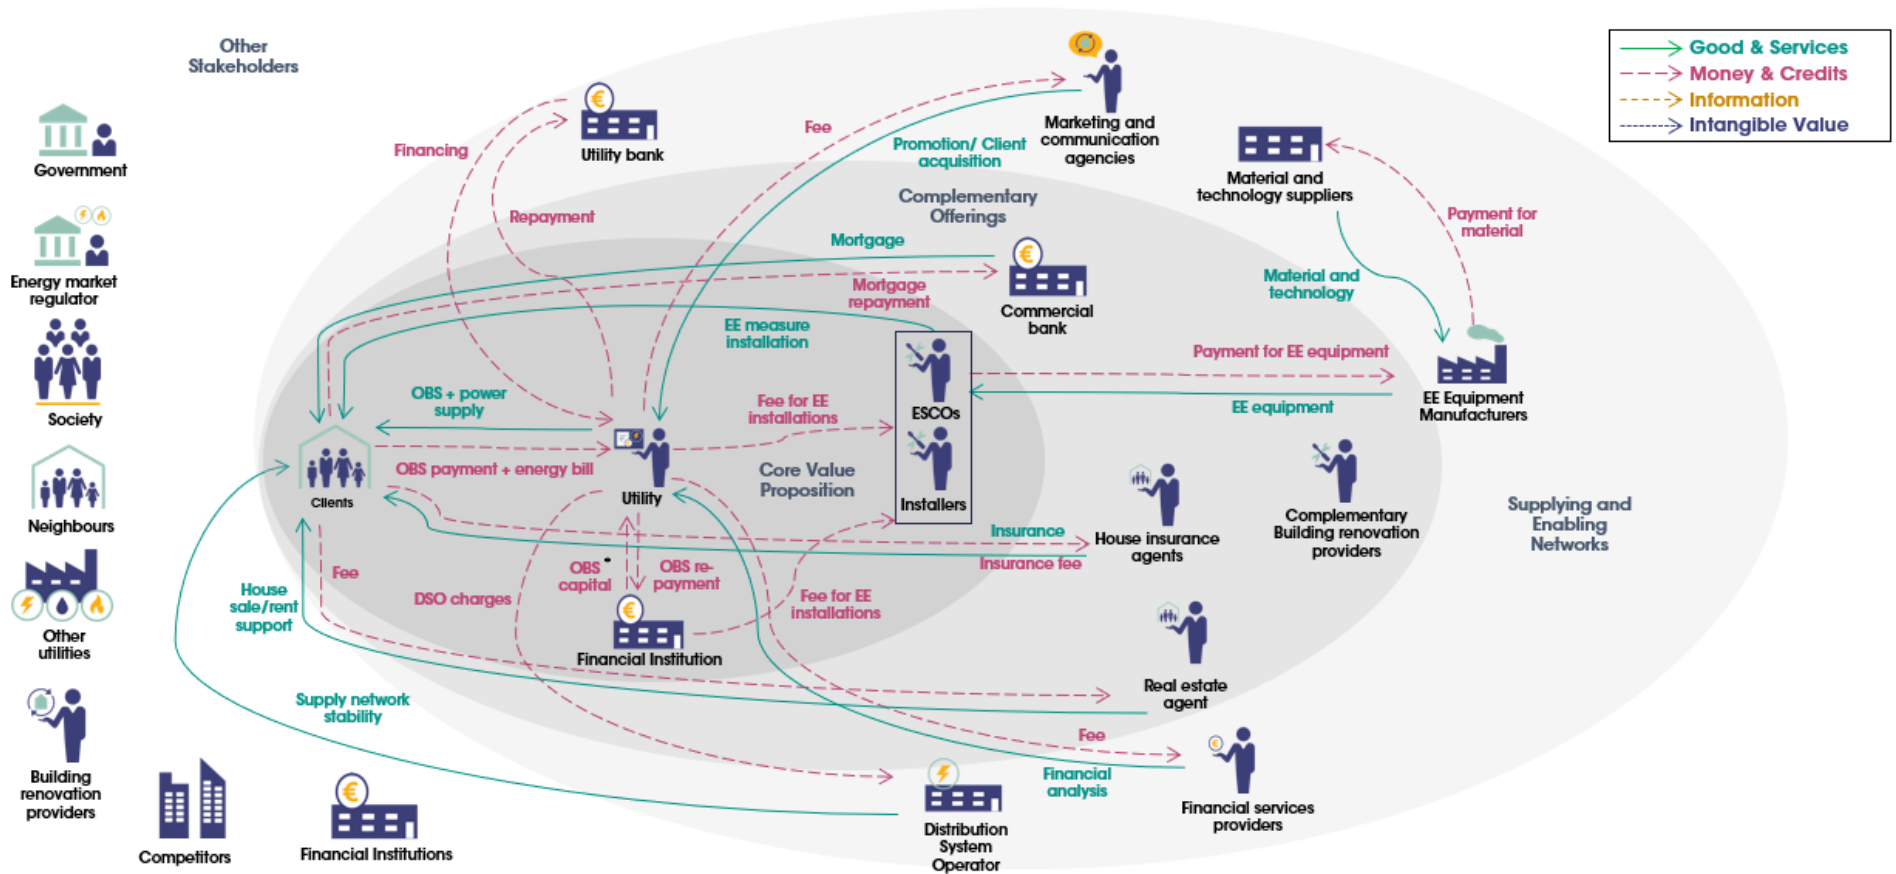 Other
Stakeholders
Government
Energy market
regulator
Society
Neighbours
Other
utilities
Building
renovation
providers
Competitors
Financial Institutions
Good & Services
Money & Credits
Information
Intangible Value
Utility bank
Financing
Repayment
Fee
Promotion/ Client
acquisition
Marketing and
communication
agencies
Material and
technology suppliers
Payment for
material
Material and
technology
Complementary
Offerings
Mortgage
Mortgage
repayment
Commercial
bank
EE measure
installation
Payment for EE equipment
EE equipment
EE Equipment
Manufacturers
ESCOs
Installers
OBS + power
supply
Fee for EE
installations
OBS payment + energy bill
Clients
Utility
Core Value
Proposition
Insurance
Insurance fee
House insurance
agents
Complementary
Building renovation
providers
Supplying and
Enabling
Networks
Fee
House
sale/rent
support
DSO charges
OBS *
capital
OBS re-
payment
Fee for EE
installations
Financial Institution
Real estate
agent
Supply network
stability
Fee
Financial
analysis
Financial services
providers
Distribution
System
Operator